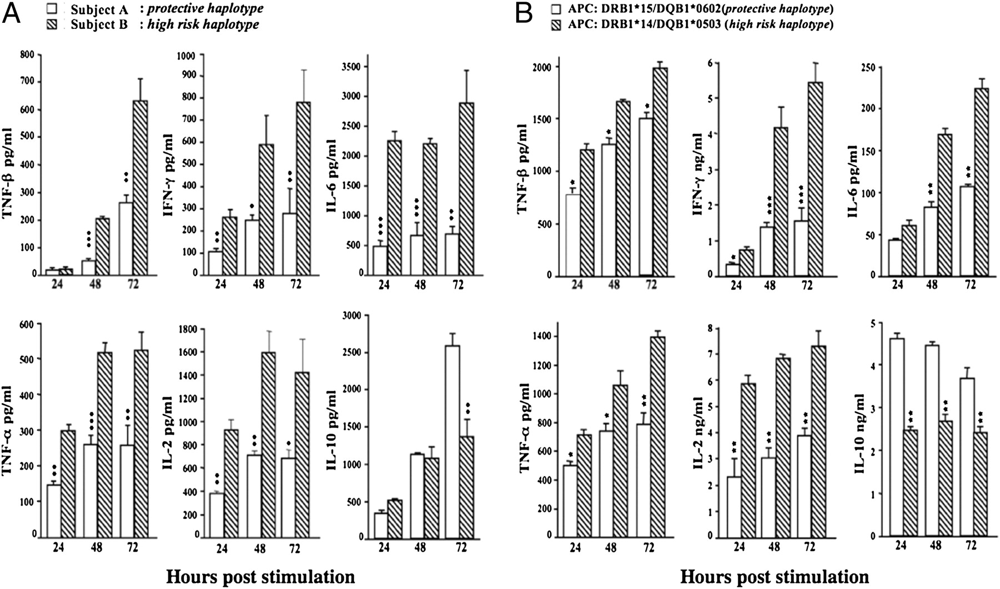 A
Subject A : protective haplotype
Subject B : high risk haplotype
B
APC: DRB1*15/DQB1*0602(protective haplotype)
APC: DRB1*14/DQB1*0503 (high risk haplotype)
TNF-β pg/ml
800
700
600
500
400
300
200
100
0
24 48 72
IFN-γ pg/ml
1000
900
800
700
600
500
400
300
200
100
0
24 48 72
IL-6 pg/ml
3500
3000
2500
2000
1500
1000
500
0
24 48 72
TNF-β pg/ml
2000
1500
1000
500
0
24 48 72
IFN-γ ng/ml
6
5
4
3
2
1
0
24 48 72
IL-6 pg/ml
250
200
150
100
50
0
24 48 72
TNF-α pg/ml
600
500
400
300
200
100
0
24 48 72
IL-2 pg/ml
1800
1600
1400
1200
1000
800
600
400
200
0
24 48 72
IL-10 pg/ml
3000
2500
2000
1500
1000
500
0
24 48 72
TNF-α pg/ml
1400
1200
1000
800
600
400
200
0
24 48 72
IL-2 ng/ml
8
7
6
5
4
3
2
1
0
24 48 72
IL-10 ng/ml
5
4
3
2
1
0
24 48 72
Hours post stimulation
Hours post stimulation